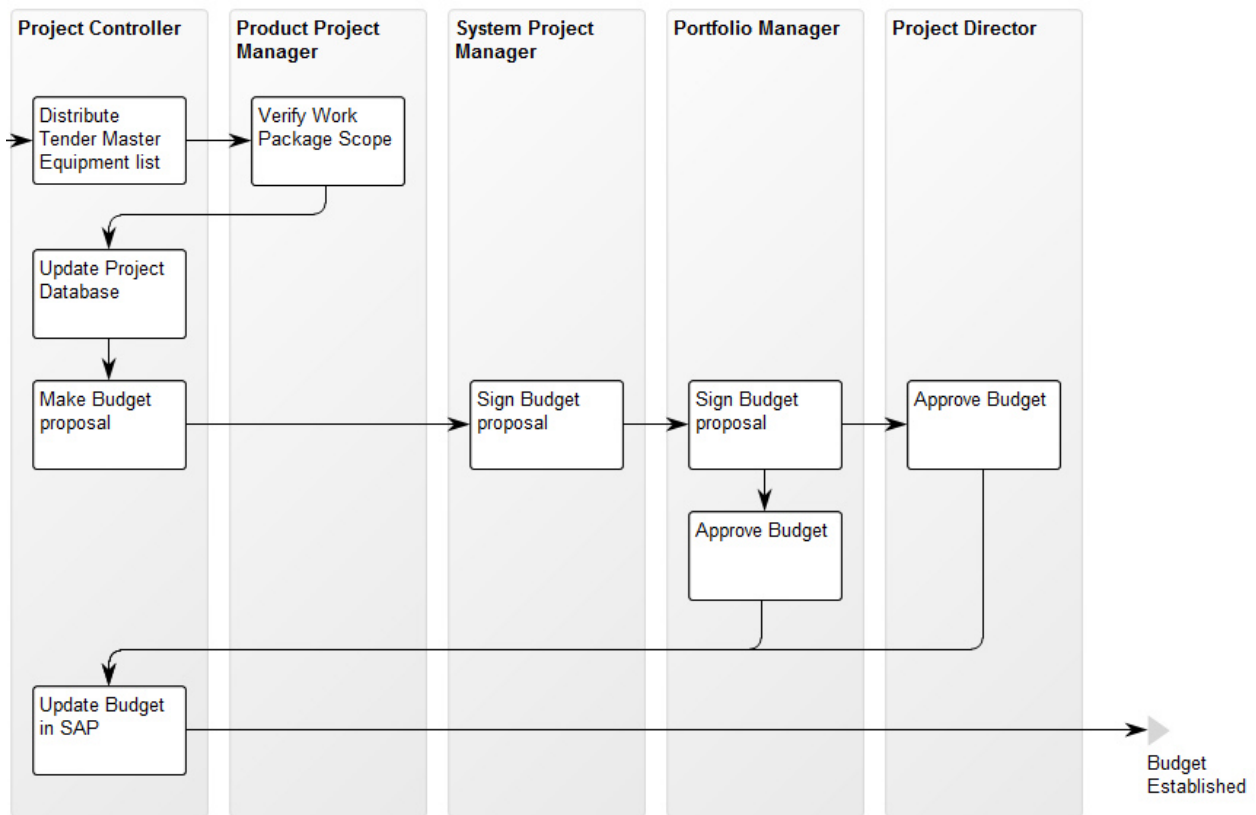 Project Controller
Product Project
Manager
System Project
Manager
Portfolio Manager
Project Director
Distribute
Tender Master
Equipment list
Verify Work
Package Scope
Update Project
Database
Make Budget
proposal
Sign Budget
proposal
Sign Budget
proposal
Approve Budget
Approve Budget
Update Budget
in SAP
Budget
Established